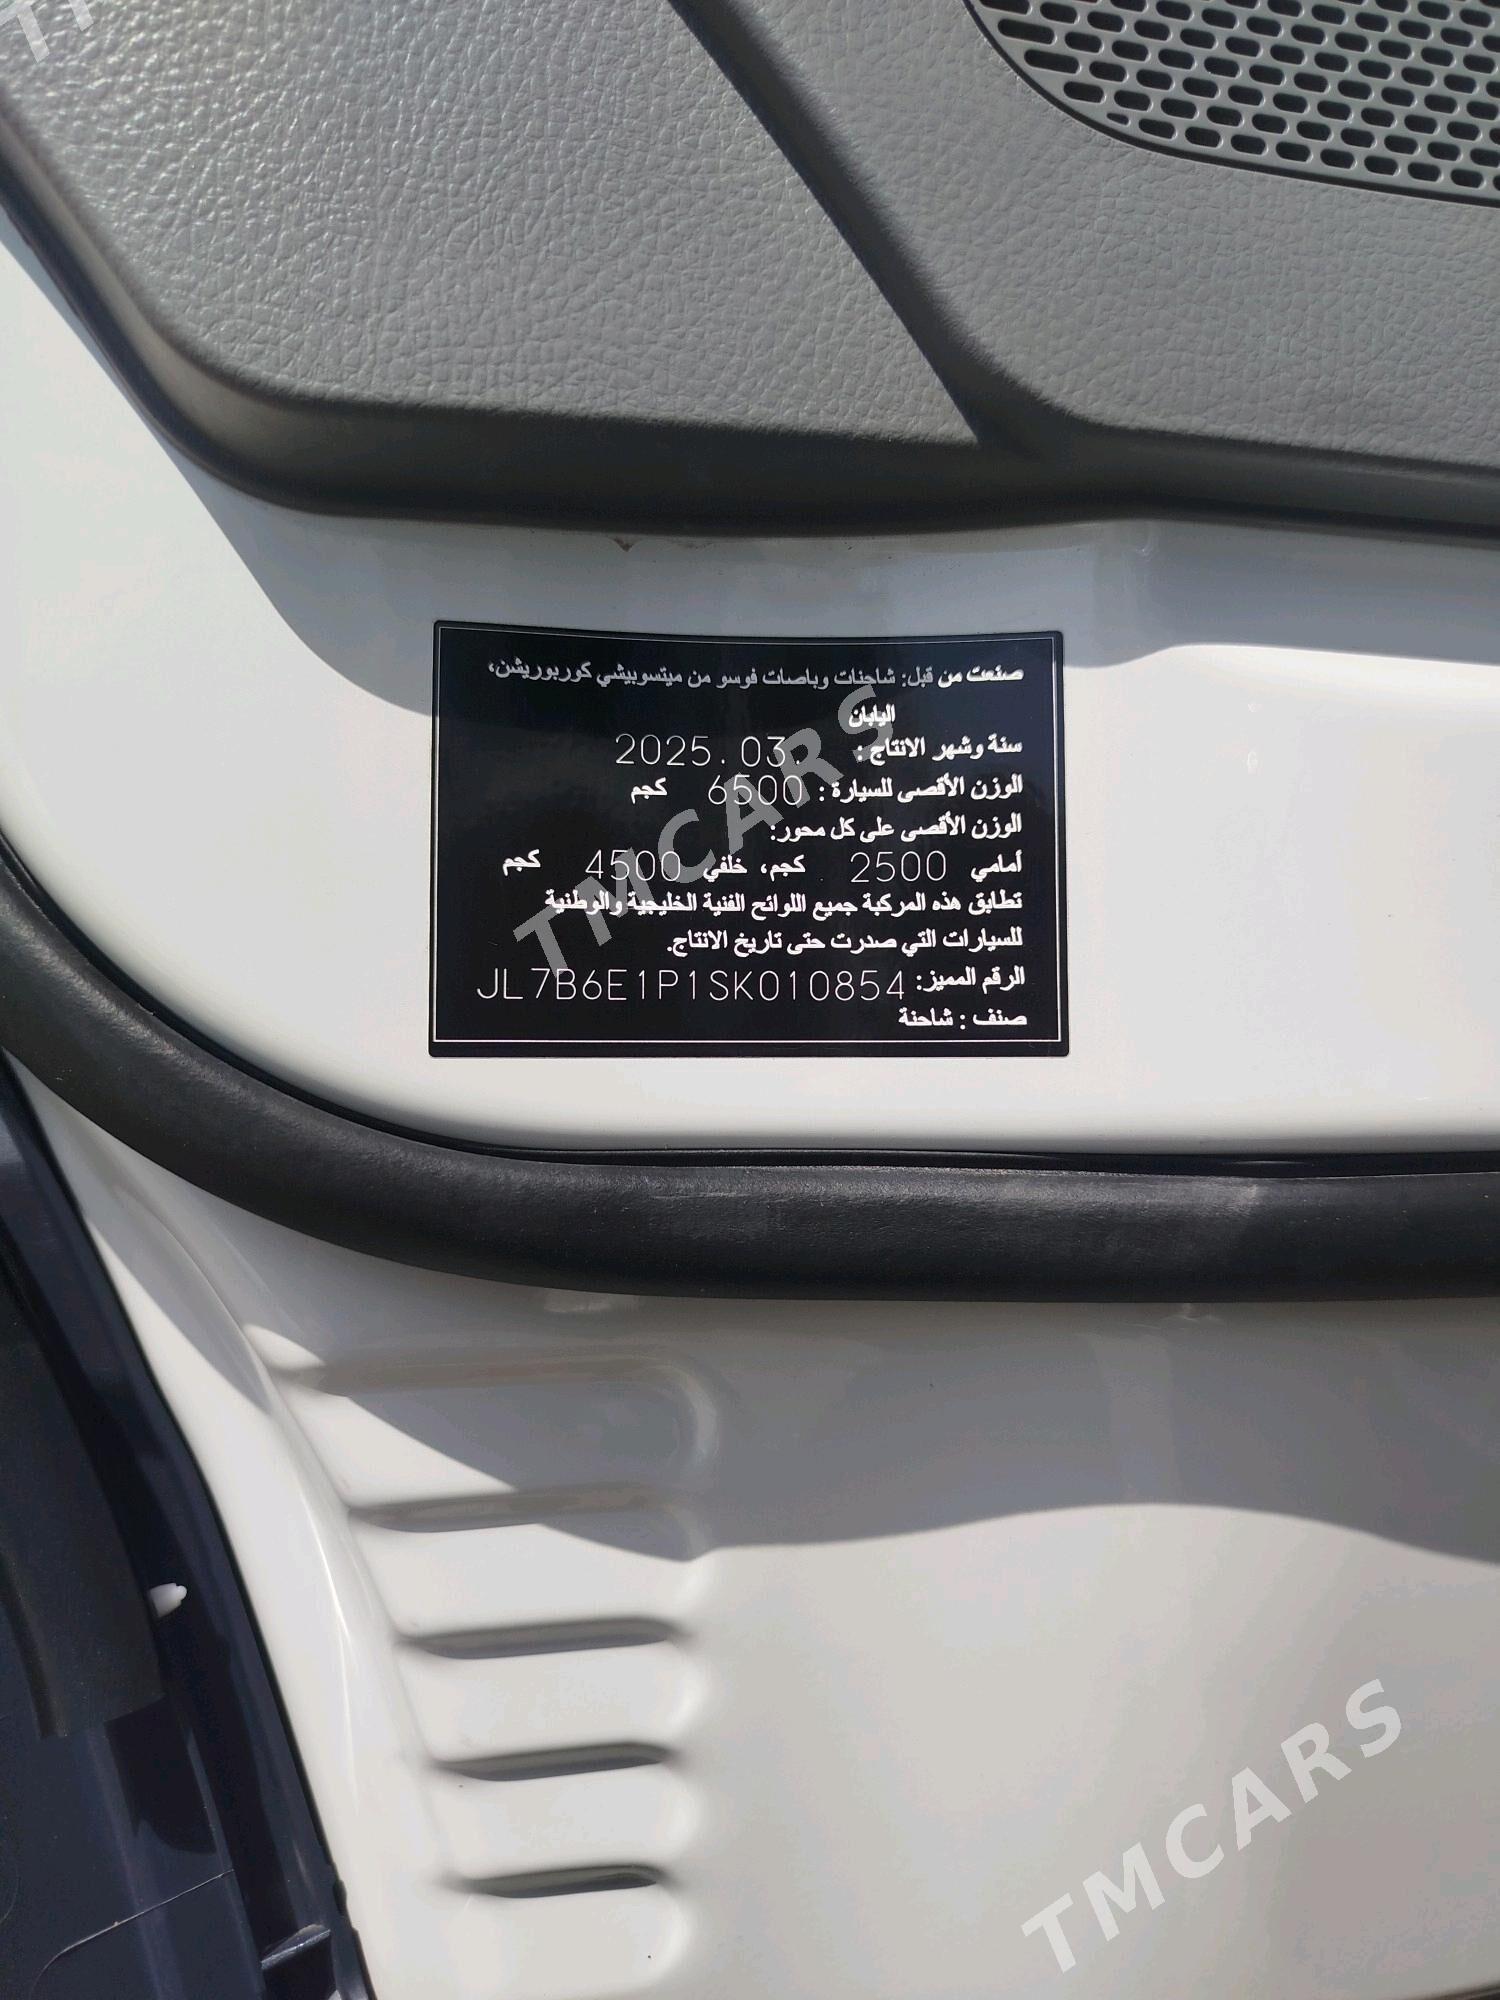 صنعت من قبل: شاحنات وباصات فوسو من ميتسوبيشي كوربوريشن،
اليابان
سنة وشهر الانتاج: 2025.03.
الوزن الأقصى للسيارة: 6500 كجم
الوزن الأقصى على كل محور:
أمامي 2500 كجم، خلفي 4500 كجم
تطابق هذه المركبة جميع اللوائح الفنية الخليجية والوطنية
للسيارات التي صدرت حتى تاريخ الانتاج.
الرقم المميز: JL7B6E1P1SK010854
صنف : شاحنة
TMCARS
TMCARS